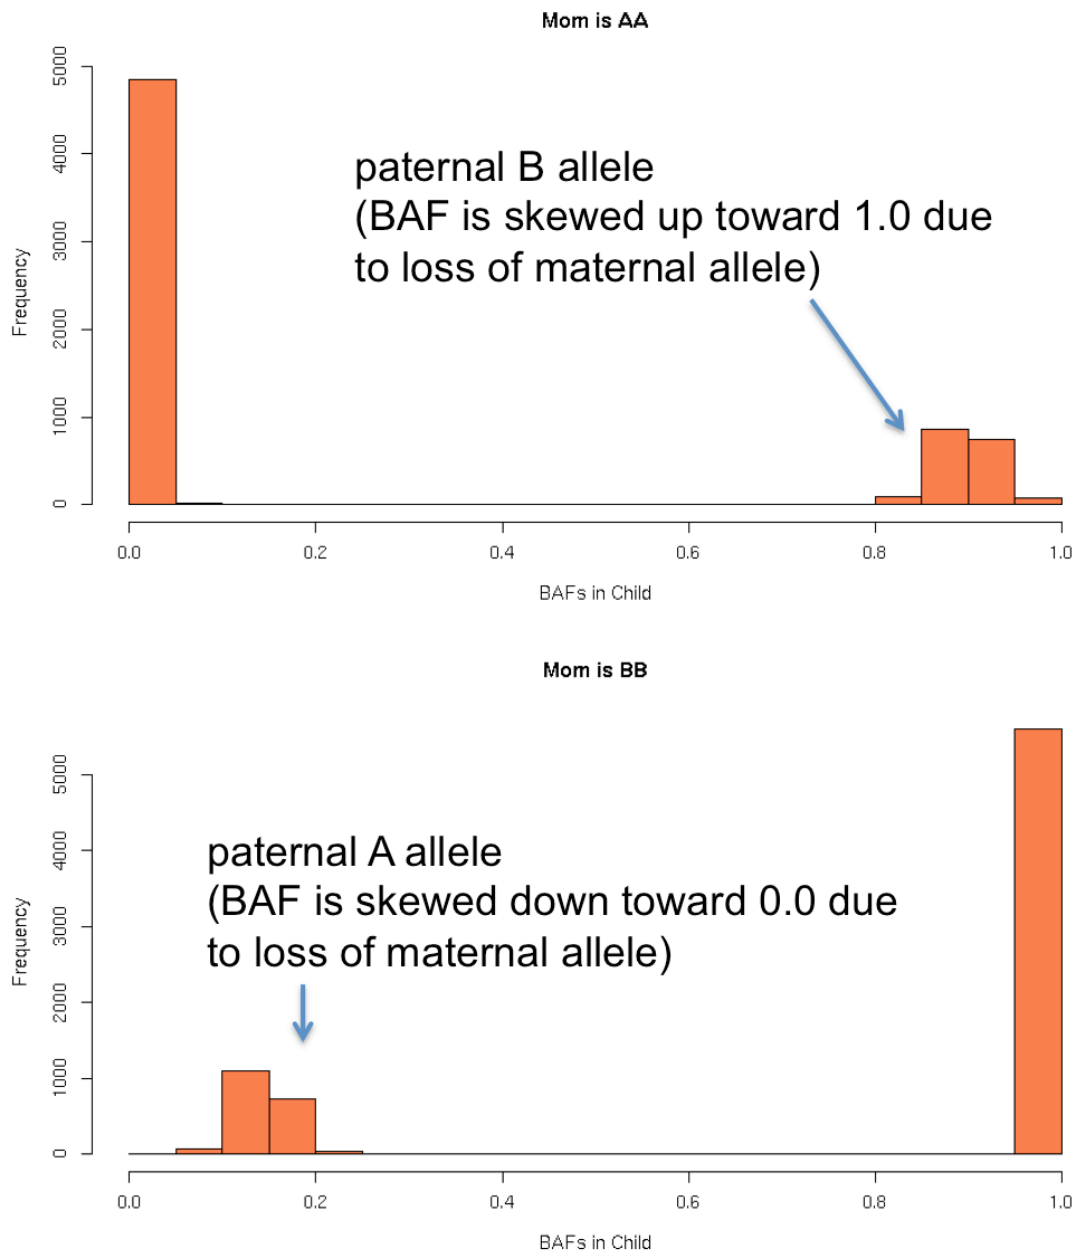 Mom is AA
5000
4000
3000
2000
1000
0
Frequency
paternal B allele
(BAF is skewed up toward 1.0 due
to loss of maternal allele)
0.0 0.2 0.4 0.6 0.8 1.0
BAFs in Child
Mom is BB
5000
4000
3000
2000
1000
0
Frequency
paternal A allele
(BAF is skewed down toward 0.0 due
to loss of maternal allele)
0.0 0.2 0.4 0.6 0.8 1.0
BAFs in Child